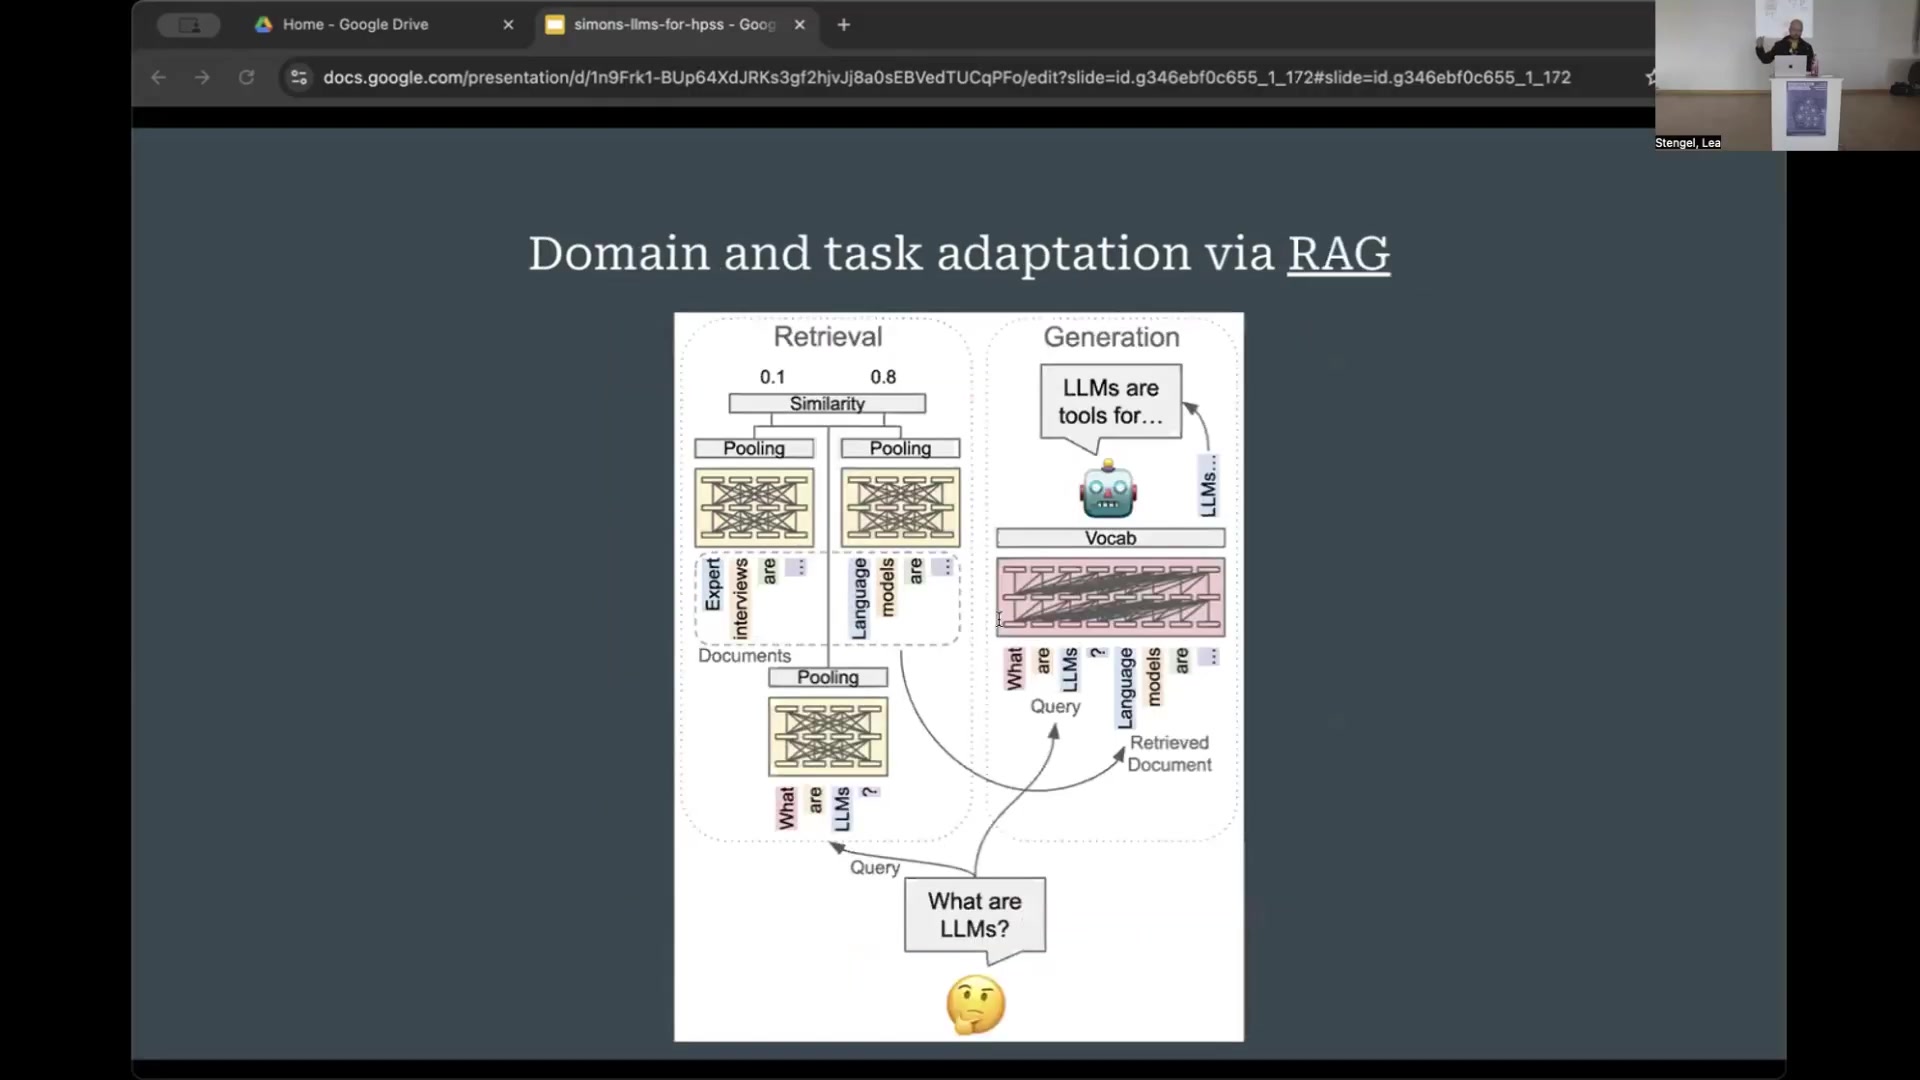 Home - Google Drive
simons-llms-for-hpss - Goog
docs.google.com/presentation/d/1n9Frk1-BUp64XdJRKs3gf2hjvJj8a0sEBVedTUCqPFo/edit?slide=id.g346ebf0c655_1_172#slide=id.g346ebf0c655_1_172
Stengel, Lea
Domain and task adaptation via RAG
Retrieval
0.1 0.8
Similarity
Pooling Pooling
Expert interviews are ...
Language models are ...
Documents
Pooling
What are LLMs ?
Query
Generation
LLMs are
tools for...
LLMs...
Vocab
What are LLMs ? Language models are ...
Query
Retrieved
Document
What are
LLMs?